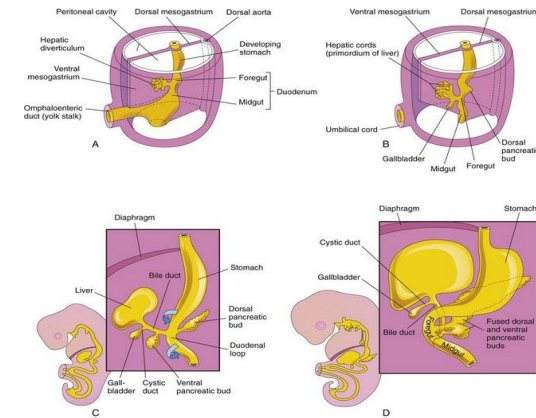 Peritoneal cavity
Dorsal mesogastrium
Dorsal aorta
Hepatic
diverticulum
Ventral
mesogastrium
Omphaloenteric
duct (yolk stalk)
Developing
stomach
Foregut
Duodenum
Midgut
A
Ventral mesogastrium
Dorsal mesogastrium
Hepatic cords
(primordium of liver)
Umbilical cord
Gallbladder
Midgut
Foregut
Dorsal
pancreatic
bud
B
Diaphragm
Bile duct
Liver
Stomach
Dorsal
pancreatic
bud
Duodenal
loop
Gall-
bladder
Cystic
duct
Ventral
pancreatic bud
C
Diaphragm
Stomach
Cystic duct
Gallbladder
Bile duct
Foregut
Midgut
Fused dorsal
and ventral
pancreatic
buds
D